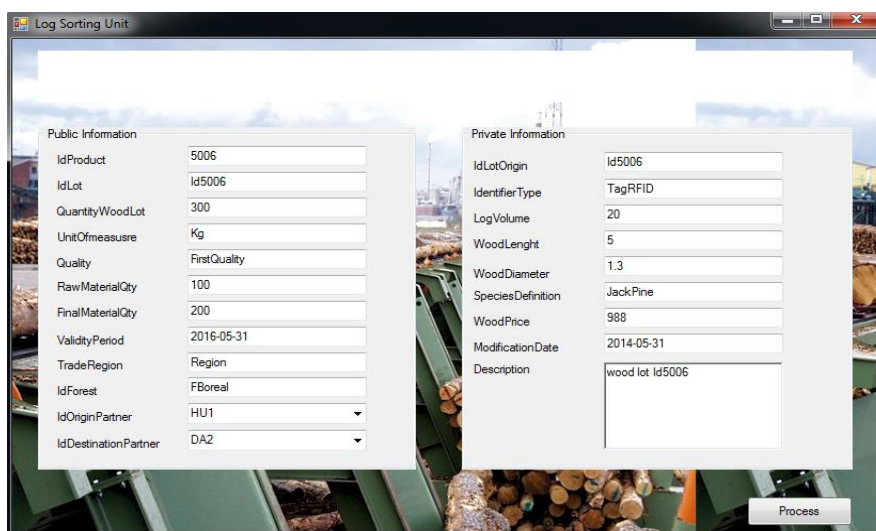 Log Sorting Unit
Public Information
IdProduct 5006
IdLot Id5006
QuantityWoodLot 300
UnitOfmeasusre Kg
Quality FirstQuality
RawMaterialQty 100
FinalMaterialQty 200
ValidityPeriod 2016-05-31
TradeRegion Region
IdForest FBoreal
IdOriginPartner HU1
IdDestinationPartner DA2
Private Information
IdLotOrigin Id5006
IdentifierType TagRFID
LogVolume 20
WoodLenght 5
WoodDiameter 1.3
SpeciesDefinition JackPine
WoodPrice 988
ModificationDate 2014-05-31
Description wood lot Id5006
Process